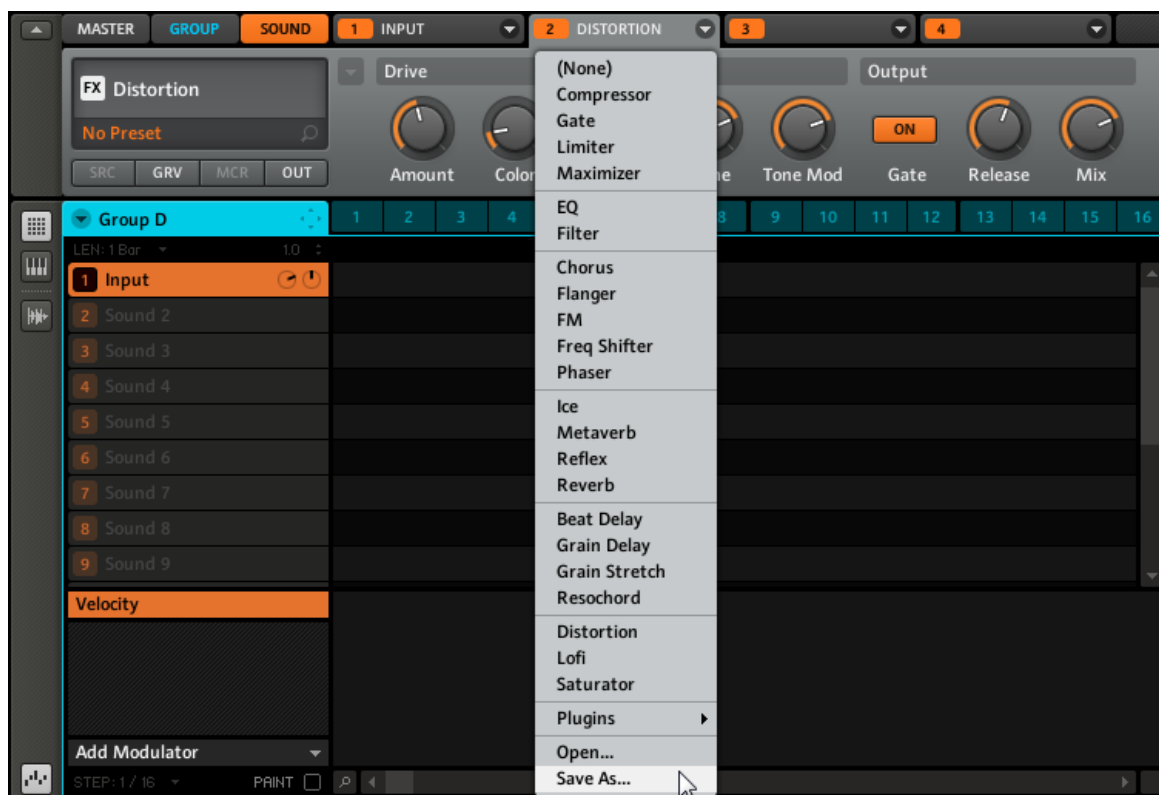 MASTER GROUP SOUND 1 INPUT 2 DISTORTION 3 4
FX Distortion
No Preset
SRC GRV MCR OUT
Drive
Output
Amount Color Tone Mod ON Gate Release Mix
(None)
Compressor
Gate
Limiter
Maximizer
EQ
Filter
Chorus
Flanger
FM
Freq Shifter
Phaser
Ice
Metaverb
Reflex
Reverb
Beat Delay
Grain Delay
Grain Stretch
Resochord
Distortion
Lofi
Saturator
Plugins
Open...
Save As...
Group D 1 2 3 4 8 9 10 11 12 13 14 15 16
LEN: 1 Bar 1.0
1 Input
2 Sound 2
3 Sound 3
4 Sound 4
5 Sound 5
6 Sound 6
7 Sound 7
8 Sound 8
9 Sound 9
Velocity
Add Modulator
STEP: 1 / 16 PAINT